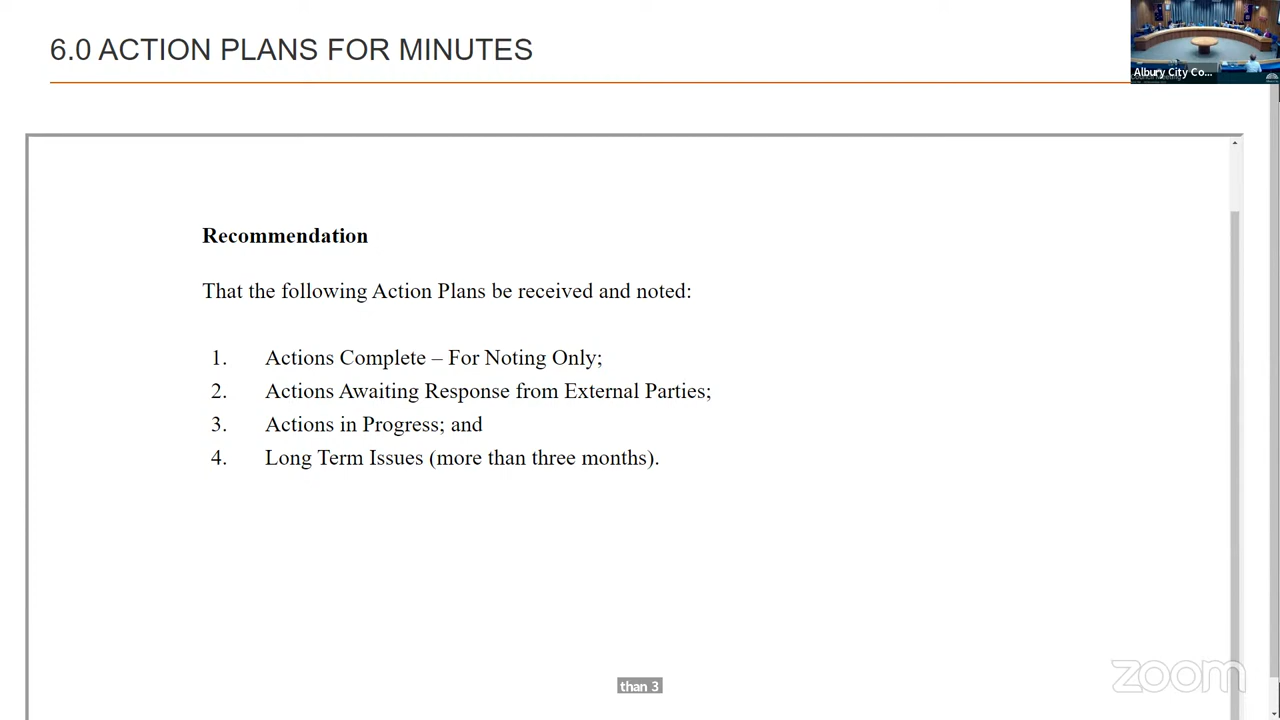 6.0 ACTION PLANS FOR MINUTES
Albury City Co...
Recommendation
That the following Action Plans be received and noted:
1. Actions Complete – For Noting Only;
2. Actions Awaiting Response from External Parties;
3. Actions in Progress; and
4. Long Term Issues (more than three months).
than 3
zoom